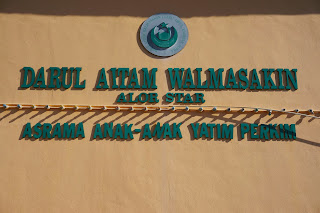 DARUL AITAM WALMASAKIN
ALOR STAR
ASRAMA ANAK-ANAK YATIM PERKIM